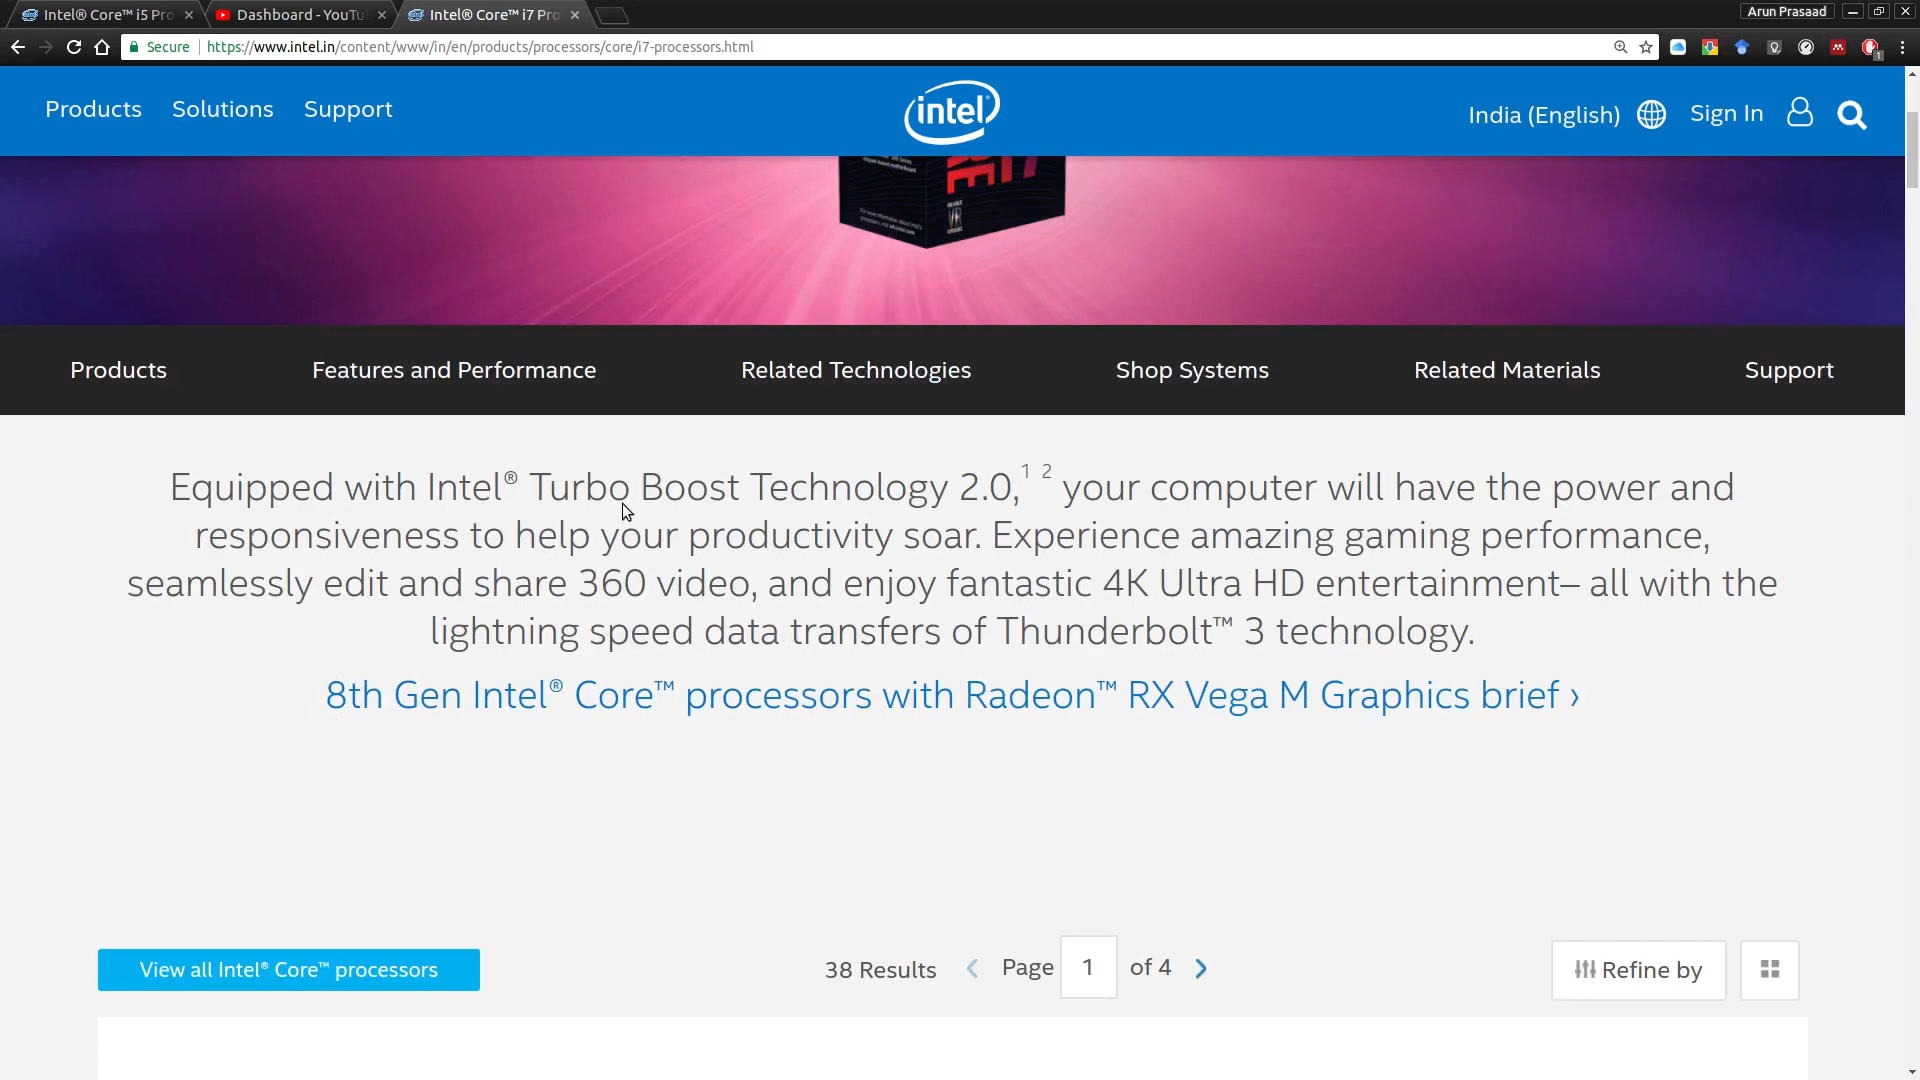 Intel® Core™ i5 Pro
Dashboard - YouTu
Intel® Core™ i7 Pro
Arun Prasaad
Secure
https://www.intel.in/content/www/in/en/products/processors/core/i7-processors.html
1
Products
Solutions
Support
intel
India (English)
Sign In
Products
Features and Performance
Related Technologies
Shop Systems
Related Materials
Support
Equipped with Intel® Turbo Boost Technology 2.0,1 2 your computer will have the power and
responsiveness to help your productivity soar. Experience amazing gaming performance,
seamlessly edit and share 360 video, and enjoy fantastic 4K Ultra HD entertainment– all with the
lightning speed data transfers of Thunderbolt™ 3 technology.
8th Gen Intel® Core™ processors with Radeon™ RX Vega M Graphics brief ›
View all Intel® Core™ processors
38 Results
Page 1 of 4
Refine by